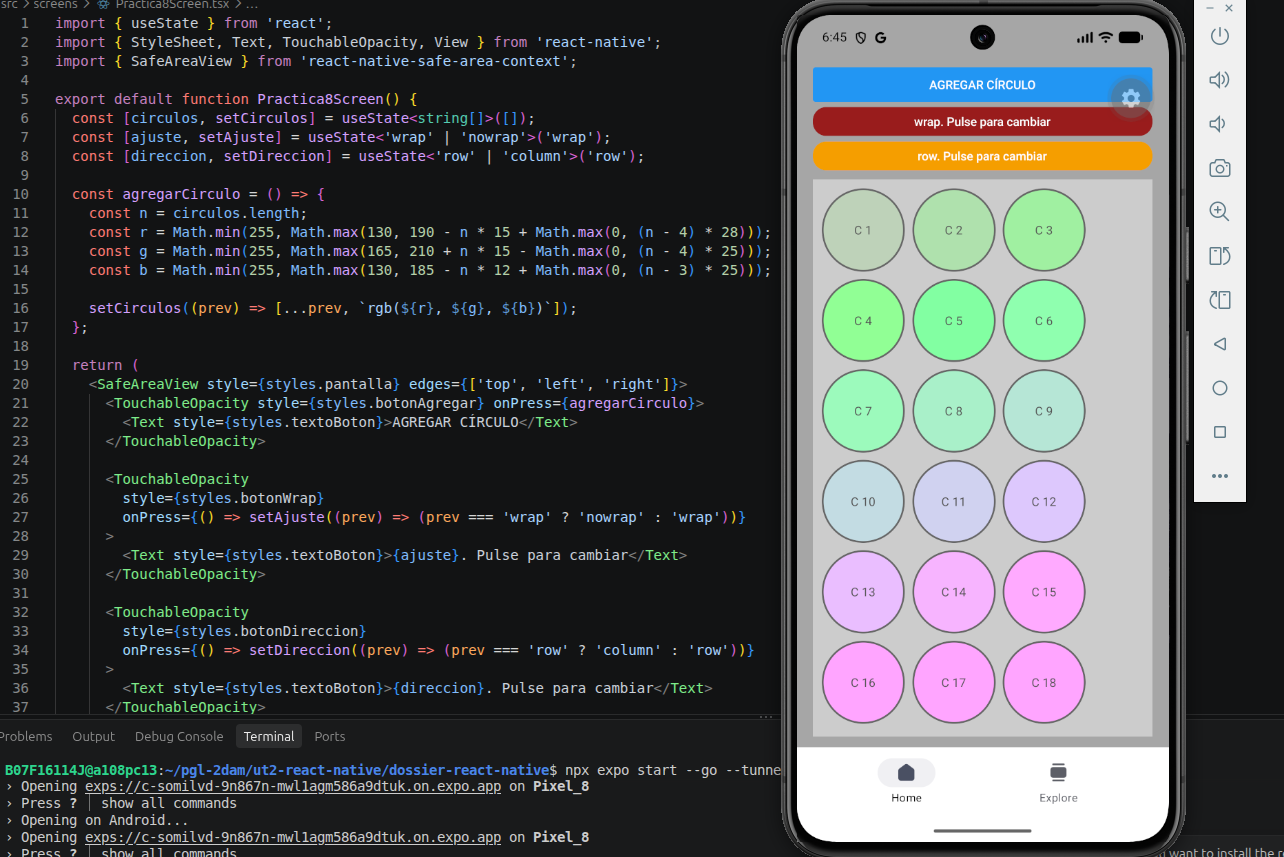 src > screens > Practica8Screen.tsx > ...
1 import { useState } from 'react';
2 import { StyleSheet, Text, TouchableOpacity, View } from 'react-native';
3 import { SafeAreaView } from 'react-native-safe-area-context';
4
5 export default function Practica8Screen() {
6 const [circulos, setCirculos] = useState<string[]>([]);
7 const [ajuste, setAjuste] = useState<'wrap' | 'nowrap'>('wrap');
8 const [direccion, setDireccion] = useState<'row' | 'column'>('row');
9
10 const agregarCirculo = () => {
11 const n = circulos.length;
12 const r = Math.min(255, Math.max(130, 190 - n * 15 + Math.max(0, (n - 4) * 28)));
13 const g = Math.min(255, Math.max(165, 210 + n * 15 - Math.max(0, (n - 4) * 25)));
14 const b = Math.min(255, Math.max(130, 185 - n * 12 + Math.max(0, (n - 3) * 25)));
15
16 setCirculos((prev) => [...prev, `rgb(${r}, ${g}, ${b})`]);
17 };
18
19 return (
20 <SafeAreaView style={styles.pantalla} edges={['top', 'left', 'right']}>
21 <TouchableOpacity style={styles.botonAgregar} onPress={agregarCirculo}>
22 <Text style={styles.textoBoton}>AGREGAR CÍRCULO</Text>
23 </TouchableOpacity>
24
25 <TouchableOpacity
26 style={styles.botonWrap}
27 onPress={() => setAjuste((prev) => (prev === 'wrap' ? 'nowrap' : 'wrap'))}
28 >
29 <Text style={styles.textoBoton}>{ajuste}. Pulse para cambiar</Text>
30 </TouchableOpacity>
31
32 <TouchableOpacity
33 style={styles.botonDireccion}
34 onPress={() => setDireccion((prev) => (prev === 'row' ? 'column' : 'row'))}
35 >
36 <Text style={styles.textoBoton}>{direccion}. Pulse para cambiar</Text>
37 </TouchableOpacity>
Problems Output Debug Console Terminal Ports
B07F16114J@a108pc13:~/pgl-2dam/ut2-react-native/dossier-react-native$ npx expo start --go --tunne
› Opening exps://c-somilvd-9n867n-mwl1agm586a9dtuk.on.expo.app on Pixel_8
› Press ? │ show all commands
› Opening on Android...
› Opening exps://c-somilvd-9n867n-mwl1agm586a9dtuk.on.expo.app on Pixel_8
› Press ? │ show all commands
6:45 G
AGREGAR CÍRCULO
wrap. Pulse para cambiar
row. Pulse para cambiar
C 1 C 2 C 3
C 4 C 5 C 6
C 7 C 8 C 9
C 10 C 11 C 12
C 13 C 14 C 15
C 16 C 17 C 18
Home Explore
want to install the